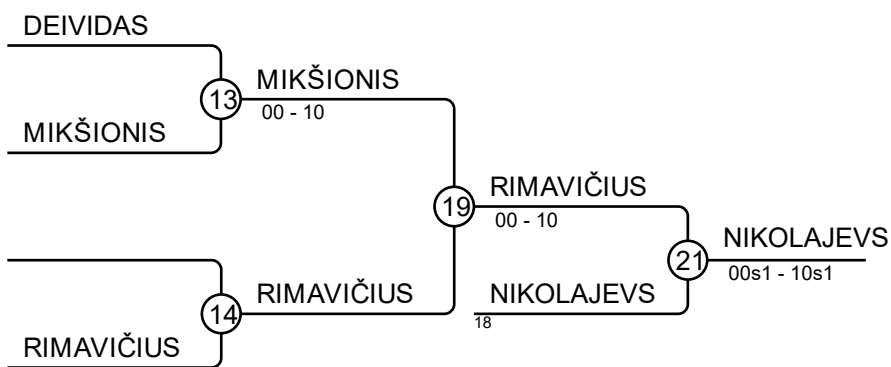 DEIVIDAS
13
MIKŠIONIS
00 - 10
MIKŠIONIS
19
RIMAVIČIUS
00 - 10
21
NIKOLAJEVS
00s1 - 10s1
14
RIMAVIČIUS
NIKOLAJEVS
18
RIMAVIČIUS